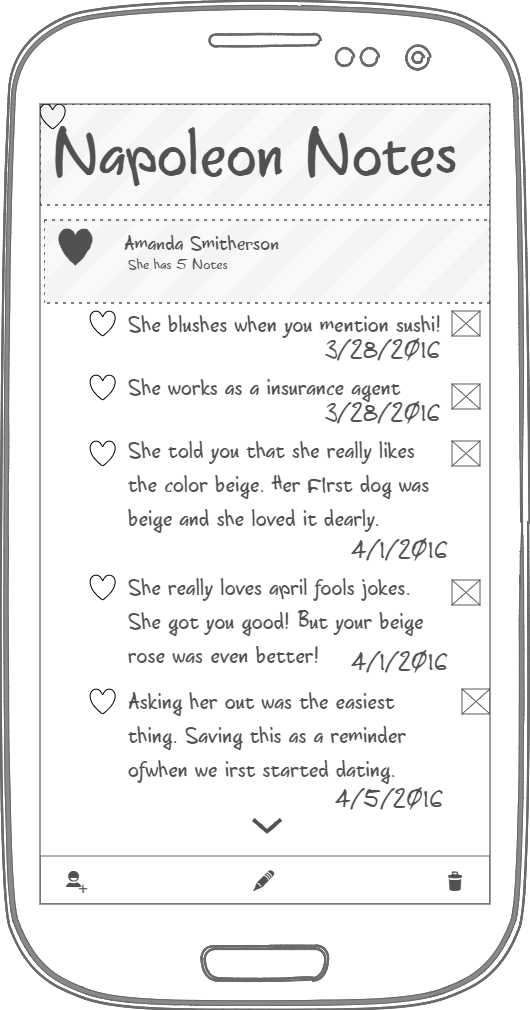 Napoleon Notes
Amanda Smitherson
She has 5 Notes
She blushes when you mention sushi!
3/28/2016
She works as a insurance agent
3/28/2016
She told you that she really likes
the color beige. Her FIrst dog was
beige and she loved it dearly.
4/1/2016
She really loves april fools jokes.
She got you good! But your beige
rose was even better!
4/1/2016
Asking her out was the easiest
thing. Saving this as a reminder
ofwhen we irst started dating.
4/5/2016